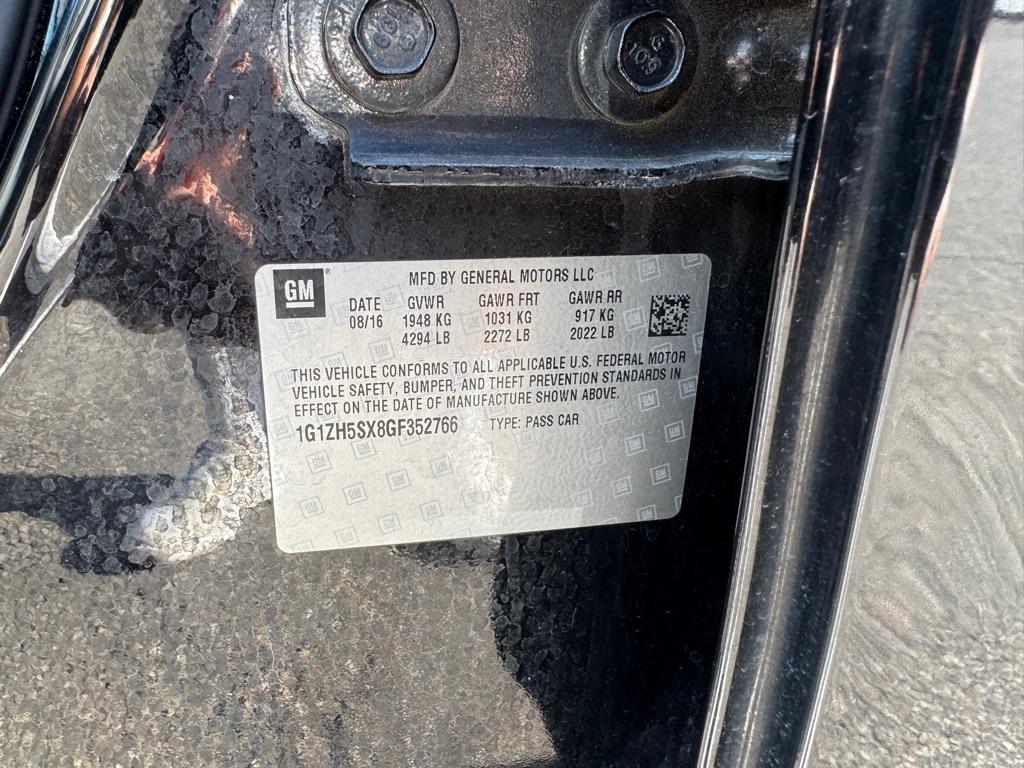 G
109
GM
MFD BY GENERAL MOTORS LLC
DATE GVWR GAWR FRT GAWR RR
08/16 1948 KG 1031 KG 917 KG
4294 LB 2272 LB 2022 LB
THIS VEHICLE CONFORMS TO ALL APPLICABLE U.S. FEDERAL MOTOR
VEHICLE SAFETY, BUMPER, AND THEFT PREVENTION STANDARDS IN
EFFECT ON THE DATE OF MANUFACTURE SHOWN ABOVE.
1G1ZH5SX8GF352766 TYPE: PASS CAR